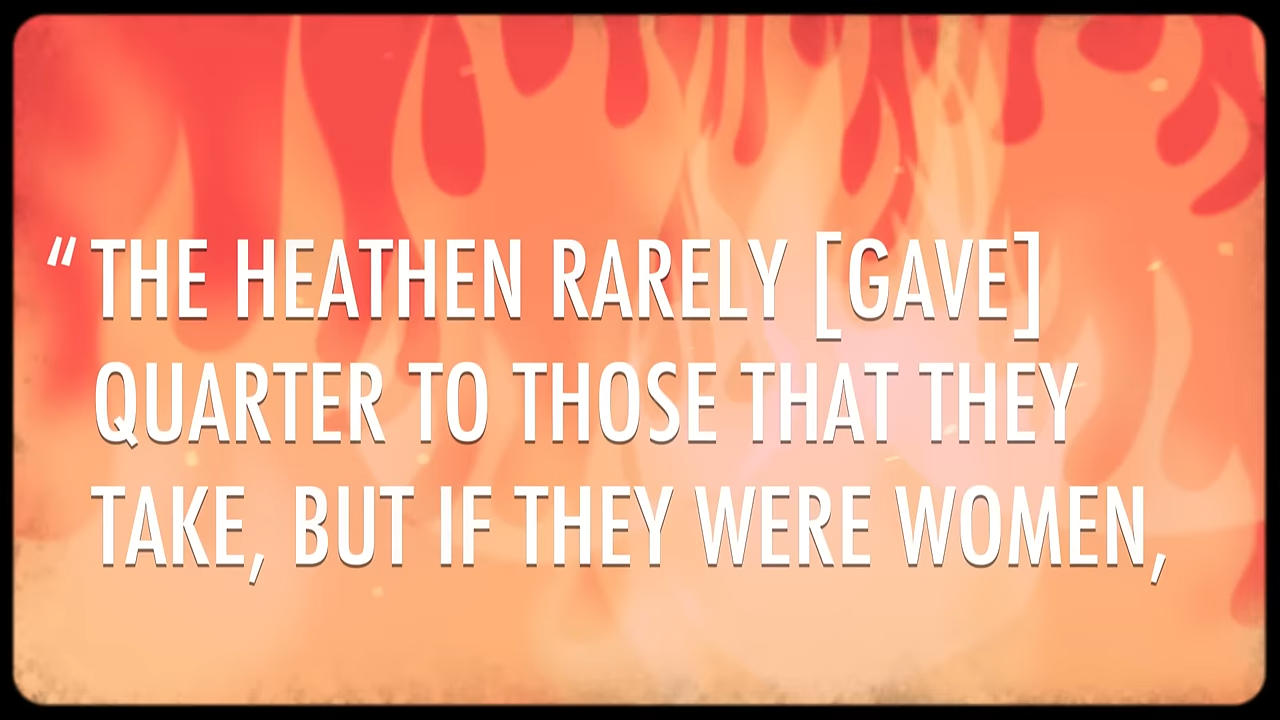 “THE HEATHEN RARELY [GAVE]
QUARTER TO THOSE THAT THEY
TAKE, BUT IF THEY WERE WOMEN,